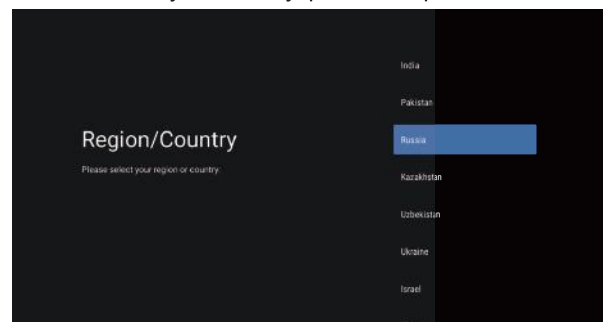 Region/Country
Please select your region or country.
India
Pakistan
Russia
Kazakhstan
Uzbekistan
Ukraine
Israel